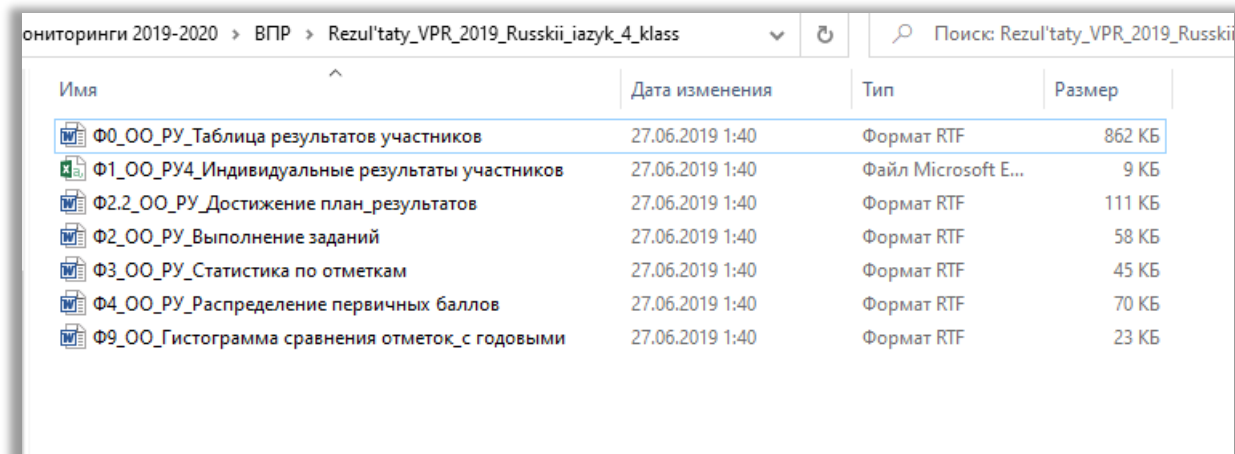 ониторинги 2019-2020 > ВПР > Rezul'taty_VPR_2019_Russkii_iazyk_4_klass Поиск: Rezul'taty_VPR_2019_Russkii
Имя Дата изменения Тип Размер
Ф0_ОО_РУ_Таблица результатов участников 27.06.2019 1:40 Формат RTF 862 КБ
Ф1_ОО_РУ4_Индивидуальные результаты участников 27.06.2019 1:40 Файл Microsoft E... 9 КБ
Ф2.2_ОО_РУ_Достижение план_результатов 27.06.2019 1:40 Формат RTF 111 КБ
Ф2_ОО_РУ_Выполнение заданий 27.06.2019 1:40 Формат RTF 58 КБ
Ф3_ОО_РУ_Статистика по отметкам 27.06.2019 1:40 Формат RTF 45 КБ
Ф4_ОО_РУ_Распределение первичных баллов 27.06.2019 1:40 Формат RTF 70 КБ
Ф9_ОО_Гистограмма сравнения отметок_с годовыми 27.06.2019 1:40 Формат RTF 23 КБ